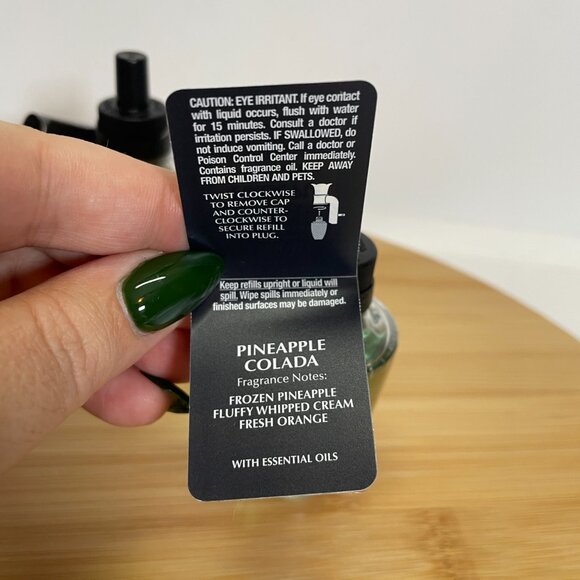 CAUTION: EYE IRRITANT. If eye contact
with liquid occurs, flush with water
for 15 minutes. Consult a doctor if
irritation persists. IF SWALLOWED, do
not induce vomiting. Call a doctor or
Poison Control Center immediately.
Contains fragrance oil. KEEP AWAY
FROM CHILDREN AND PETS.
TWIST CLOCKWISE
TO REMOVE CAP
AND COUNTER-
CLOCKWISE TO
SECURE REFILL
INTO PLUG.
Keep refills upright or liquid will
spill. Wipe spills immediately or
finished surfaces may be damaged.
PINEAPPLE
COLADA
Fragrance Notes:
FROZEN PINEAPPLE
FLUFFY WHIPPED CREAM
FRESH ORANGE
WITH ESSENTIAL OILS